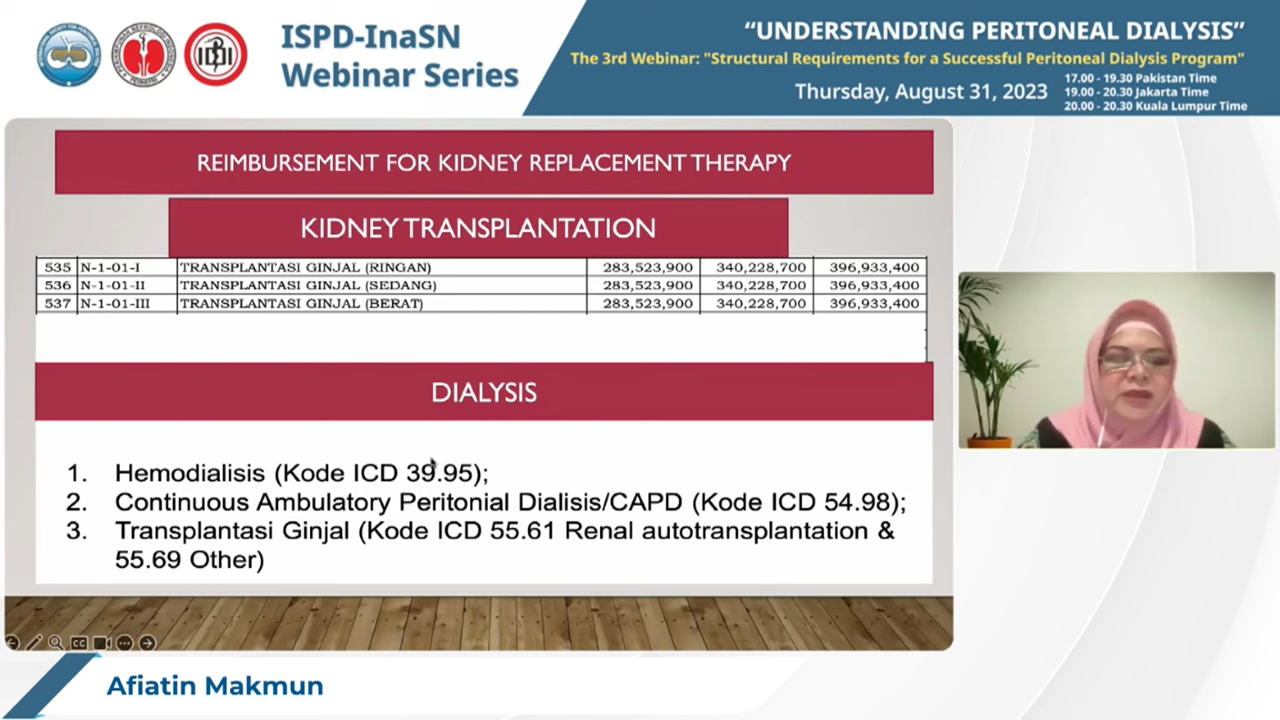 ISPD-InaSN
Webinar Series
“UNDERSTANDING PERITONEAL DIALYSIS”
The 3rd Webinar: "Structural Requirements for a Successful Peritoneal Dialysis Program"
Thursday, August 31, 2023
17.00 - 19.30 Pakistan Time
19.00 - 20.30 Jakarta Time
20.00 - 20.30 Kuala Lumpur Time
REIMBURSEMENT FOR KIDNEY REPLACEMENT THERAPY
KIDNEY TRANSPLANTATION
535 N-1-01-I TRANSPLANTASI GINJAL (RINGAN) 283,523,900 340,228,700 396,933,400
536 N-1-01-II TRANSPLANTASI GINJAL (SEDANG) 283,523,900 340,228,700 396,933,400
537 N-1-01-III TRANSPLANTASI GINJAL (BERAT) 283,523,900 340,228,700 396,933,400
DIALYSIS
1. Hemodialisis (Kode ICD 39.95);
2. Continuous Ambulatory Peritonial Dialisis/CAPD (Kode ICD 54.98);
3. Transplantasi Ginjal (Kode ICD 55.61 Renal autotransplantation &
55.69 Other)
CC
Afiatin Makmun